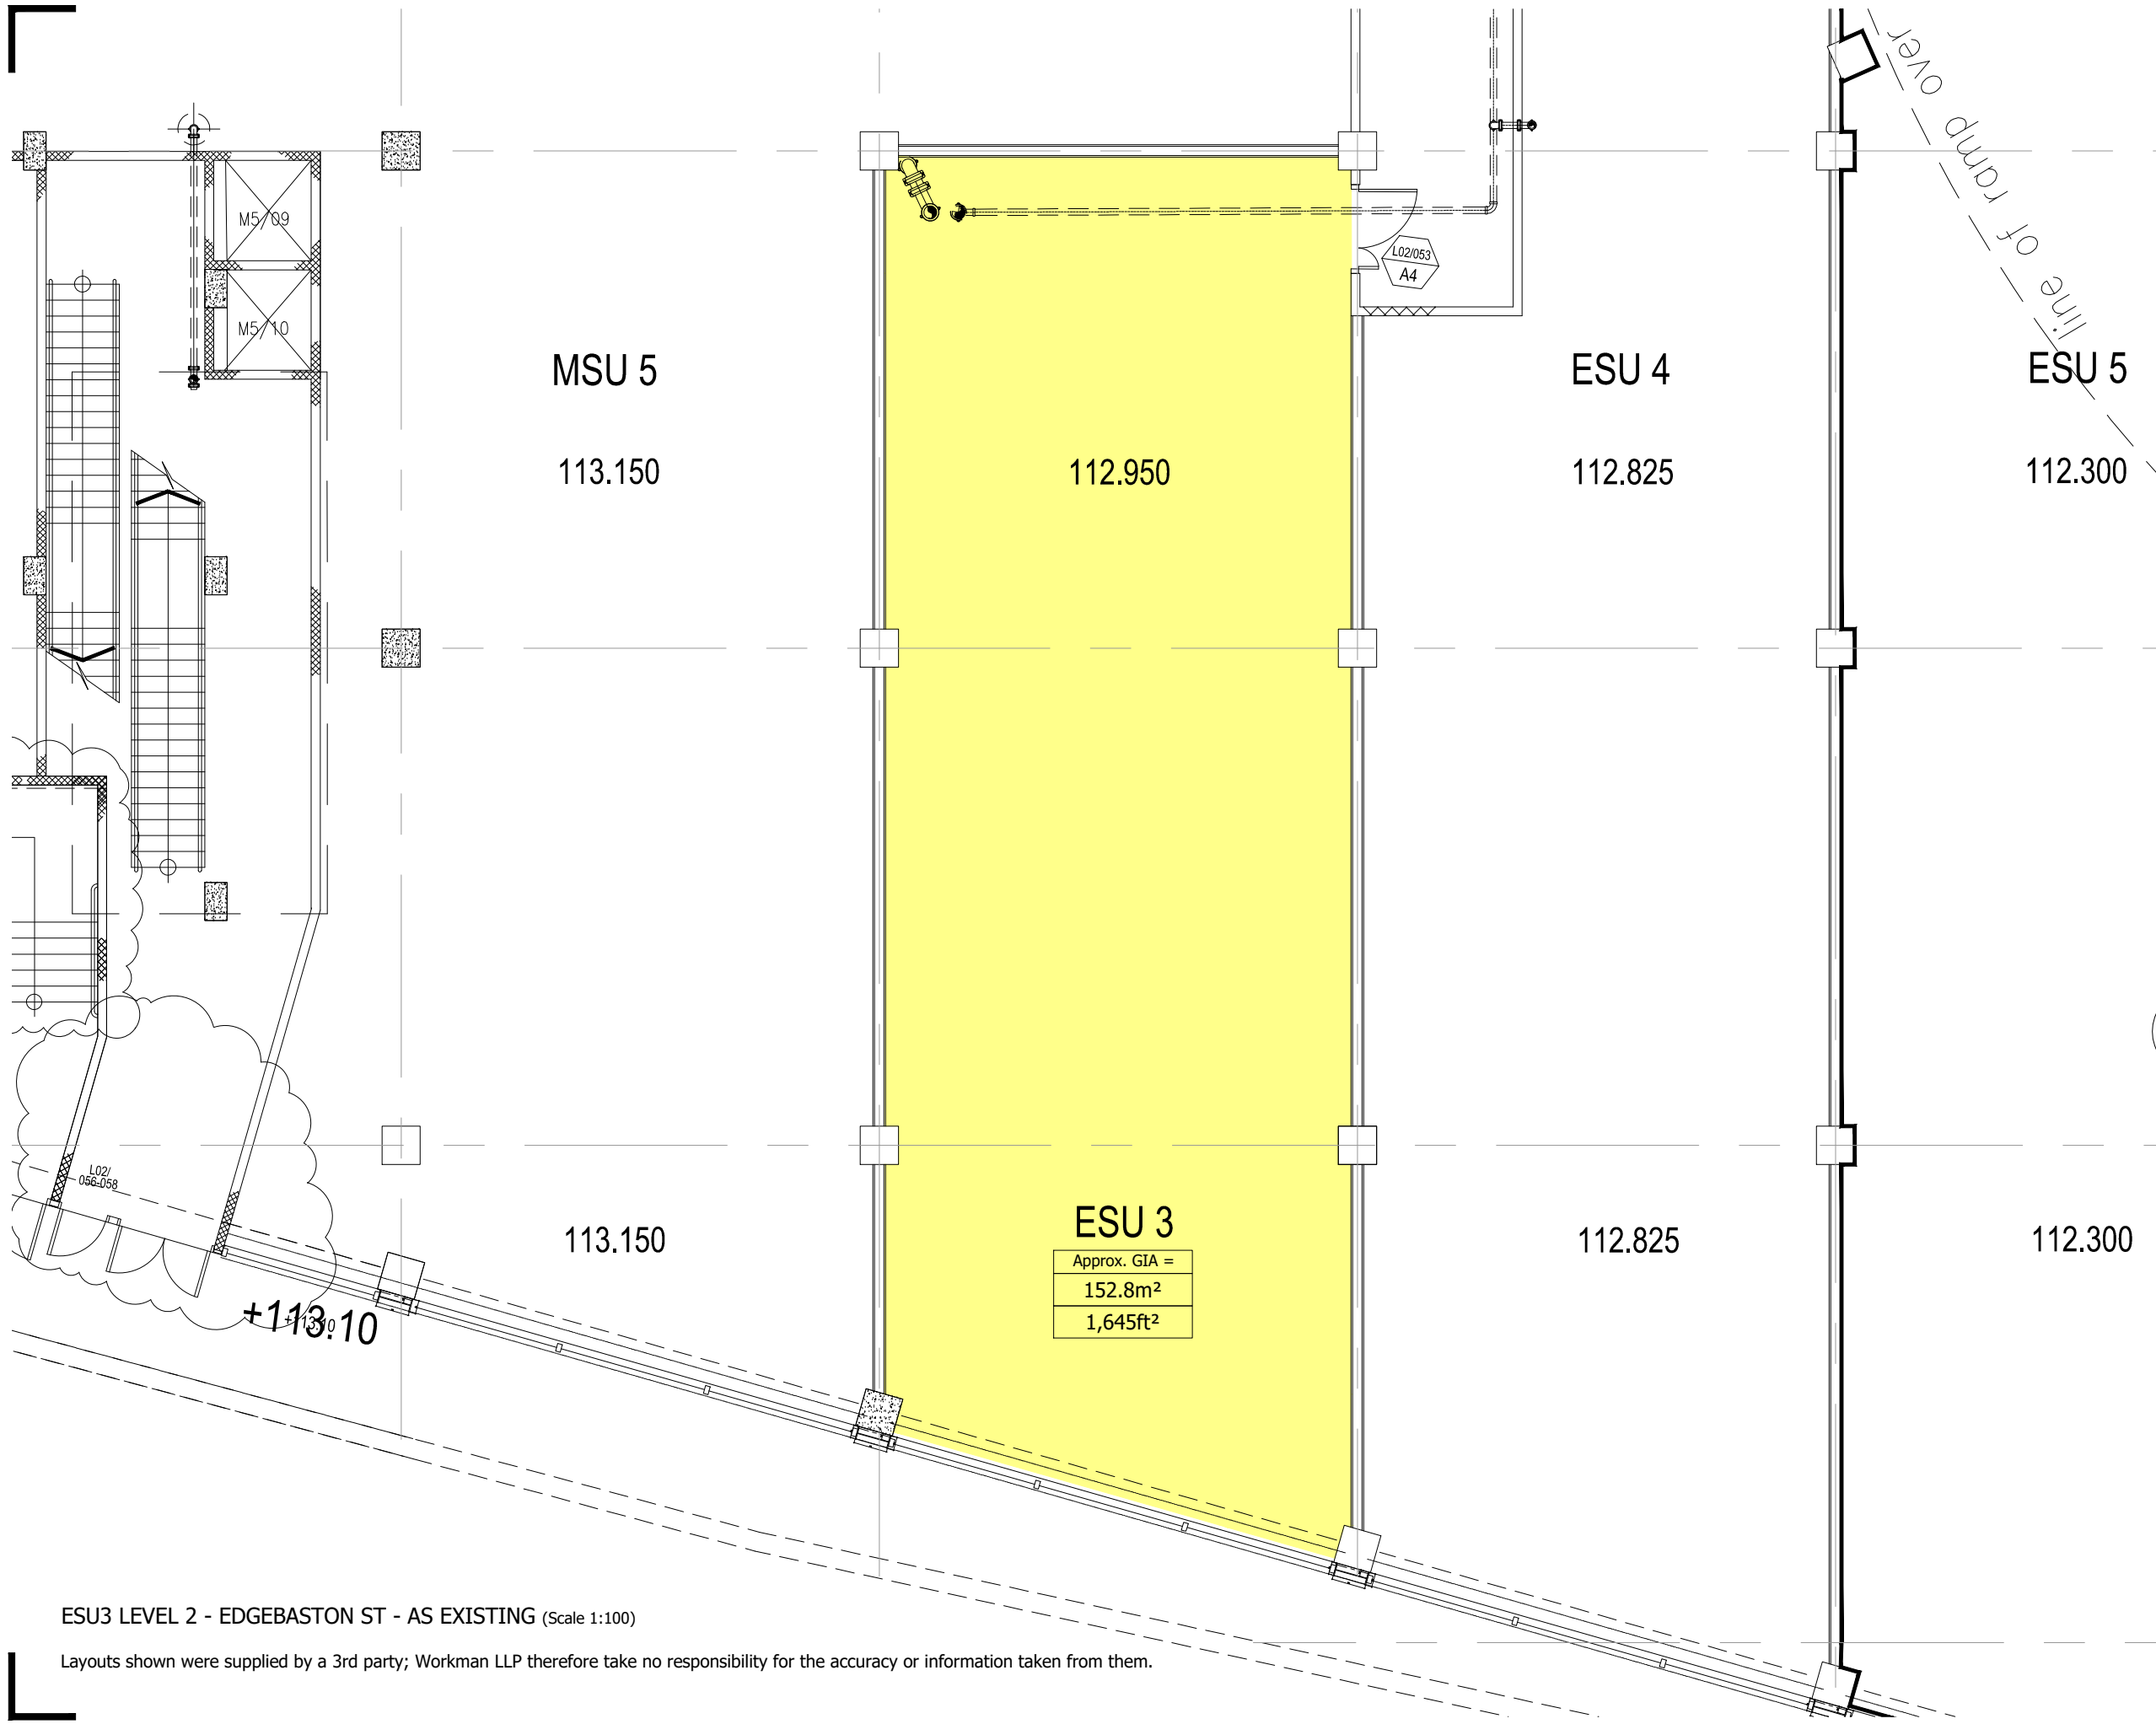 line of ramp over
M5/09
M5/10
L02/053
A4
MSU 5
ESU 4
ESU 5
113.150
112.950
112.825
112.300
L02/
056-058
ESU 3
Approx. GIA =
152.8m²
1,645ft²
113.150
112.825
112.300
+113.10
+113.10
ESU3 LEVEL 2 - EDGEBASTON ST - AS EXISTING (Scale 1:100)
Layouts shown were supplied by a 3rd party; Workman LLP therefore take no responsibility for the accuracy or information taken from them.